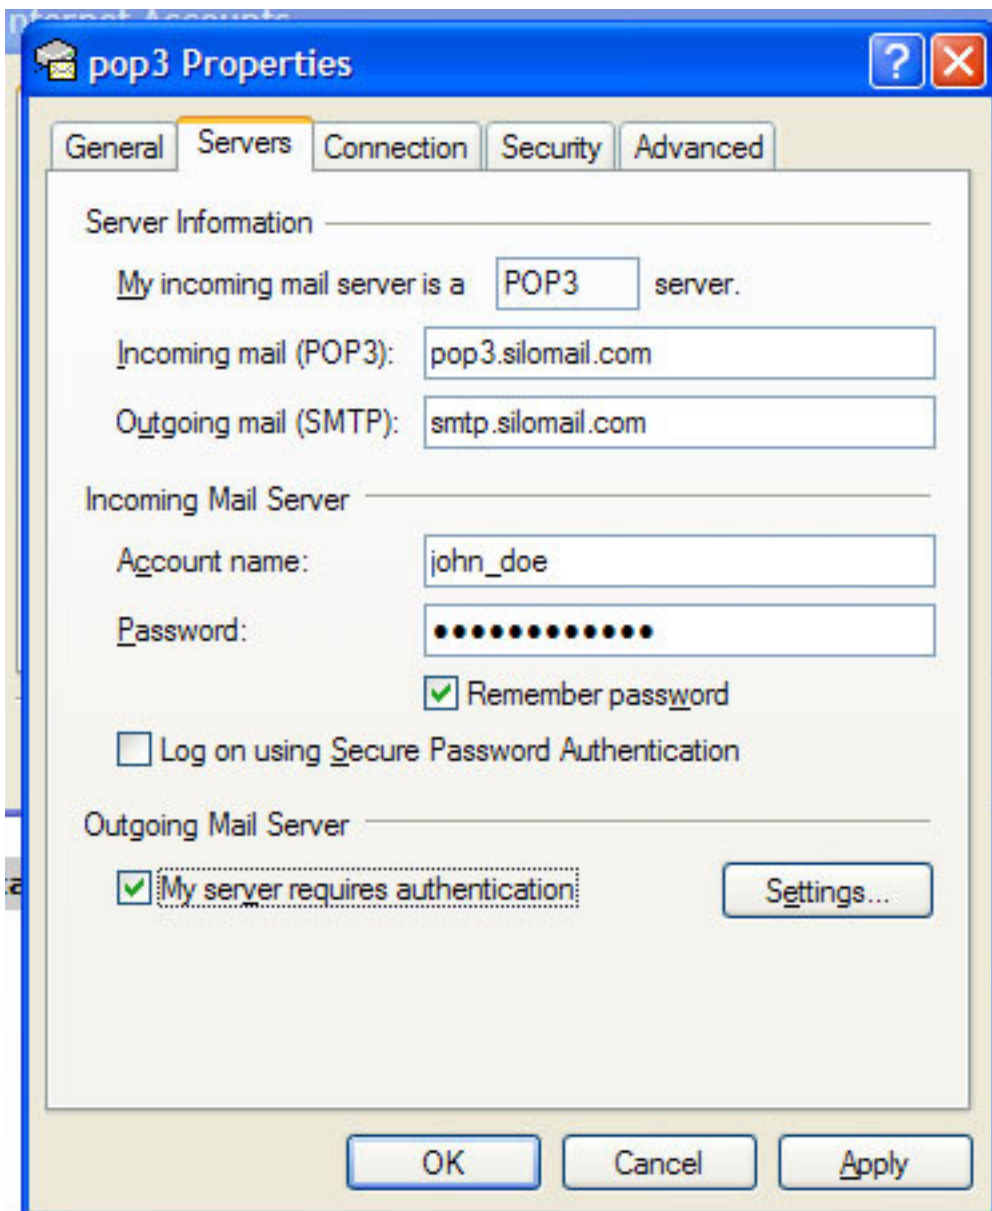 nternet Accounts
pop3 Properties
General Servers Connection Security Advanced
Server Information
My incoming mail server is a POP3 server.
Incoming mail (POP3): pop3.silomail.com
Outgoing mail (SMTP): smtp.silomail.com
Incoming Mail Server
Account name: john_doe
Password: ••••••••••••
Remember password
Log on using Secure Password Authentication
Outgoing Mail Server
My server requires authentication Settings...
OK Cancel Apply